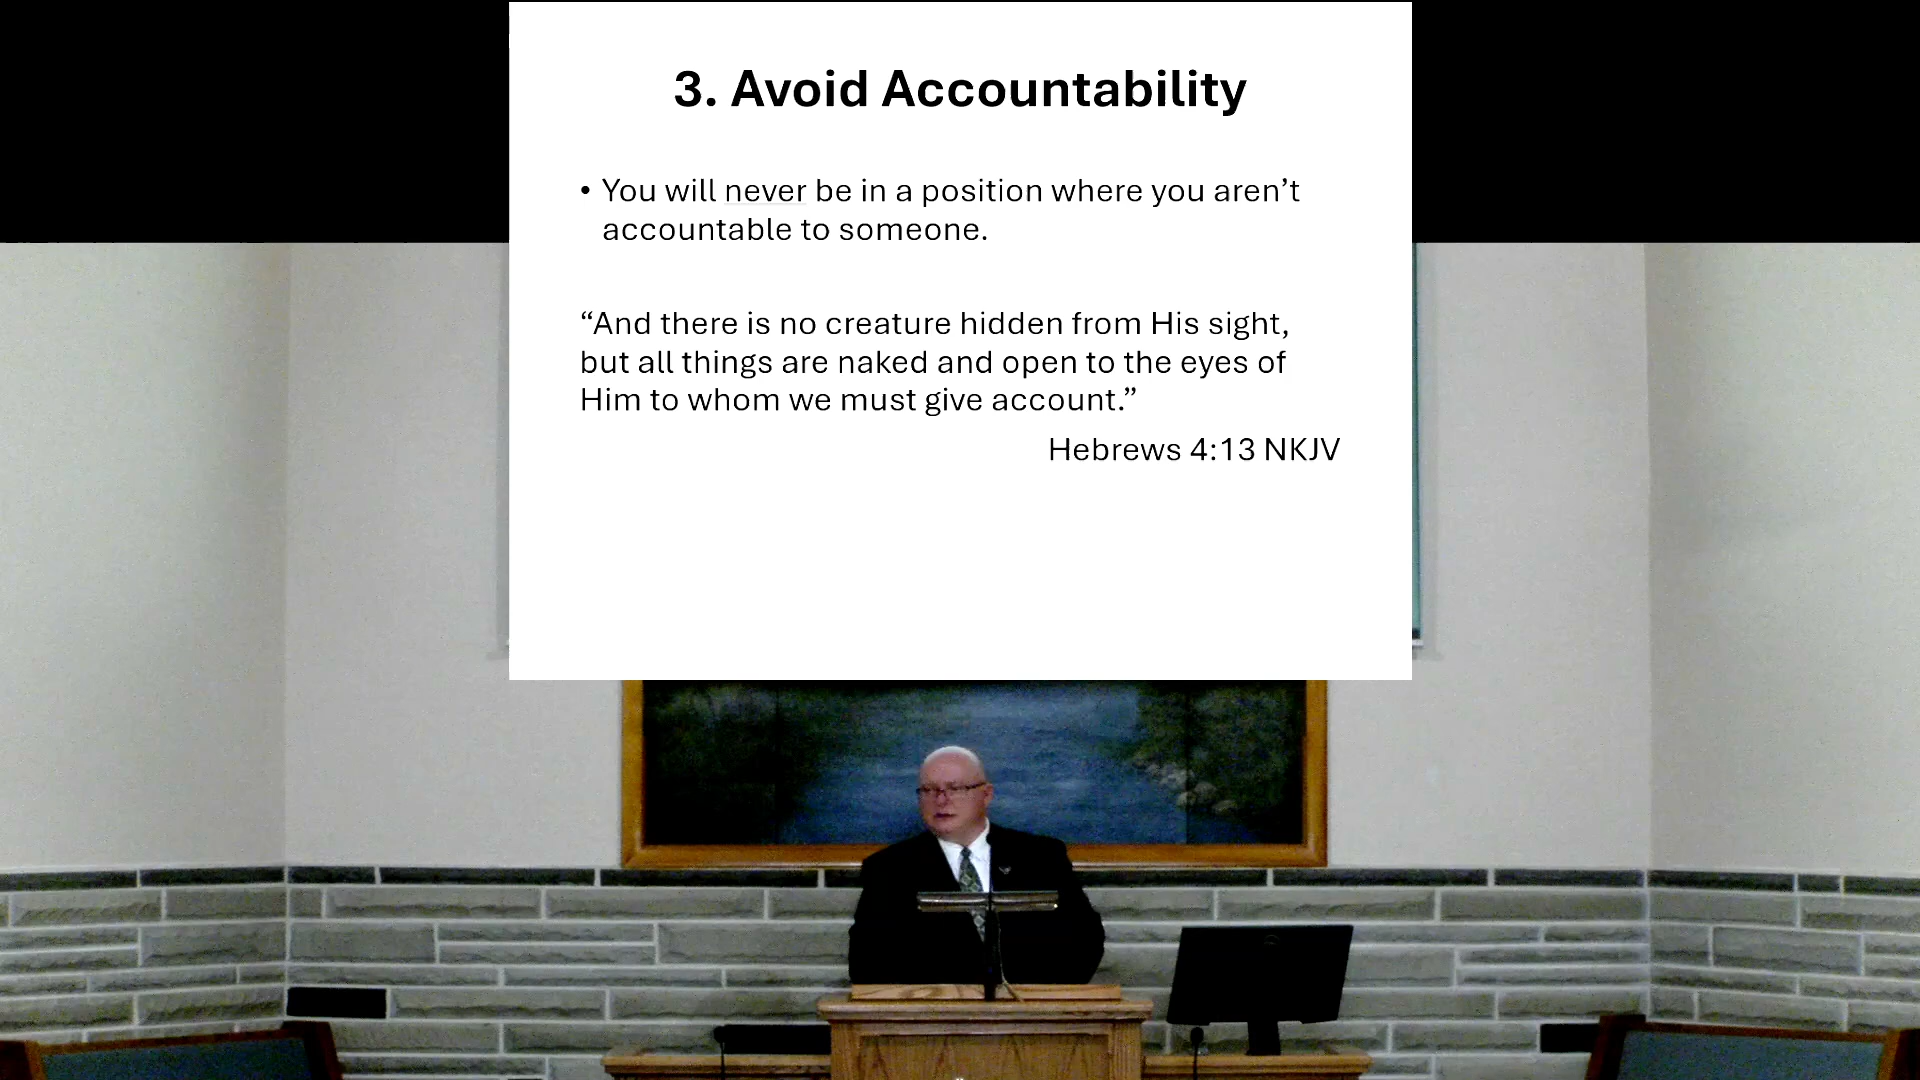 3. Avoid Accountability
• You will never be in a position where you aren’t
accountable to someone.
“And there is no creature hidden from His sight,
but all things are naked and open to the eyes of
Him to whom we must give account.”
Hebrews 4:13 NKJV